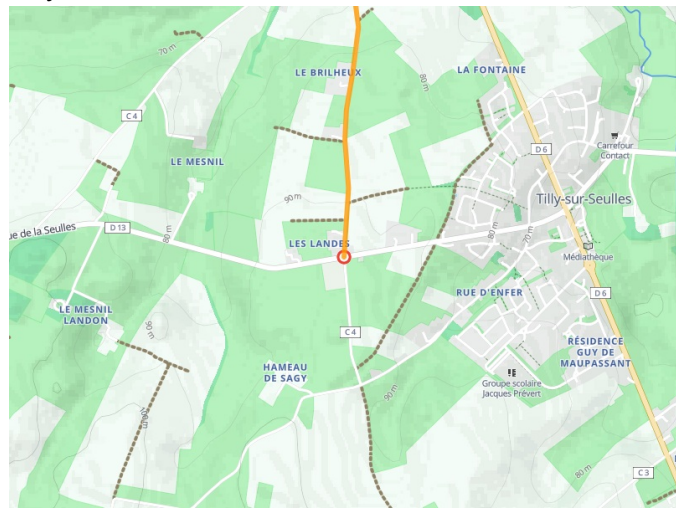 70 m
LE BRILHEUX
80 m
LA FONTAINE
C 4
D 6
Carrefour
Contact
LE MESNIL
90 m
Tilly-sur-Seulles
ue de la Seulles
D 13
80 m
LES LANDES
80 m
70 m
Médiathèque
LE MESNIL
LANDON
90 m
RUE D'ENFER
D 6
C 4
HAMEAU
DE SAGY
RÉSIDENCE
GUY DE
MAUPASSANT
90 m
Groupe scolaire
Jacques Prévert
80 m
C 3